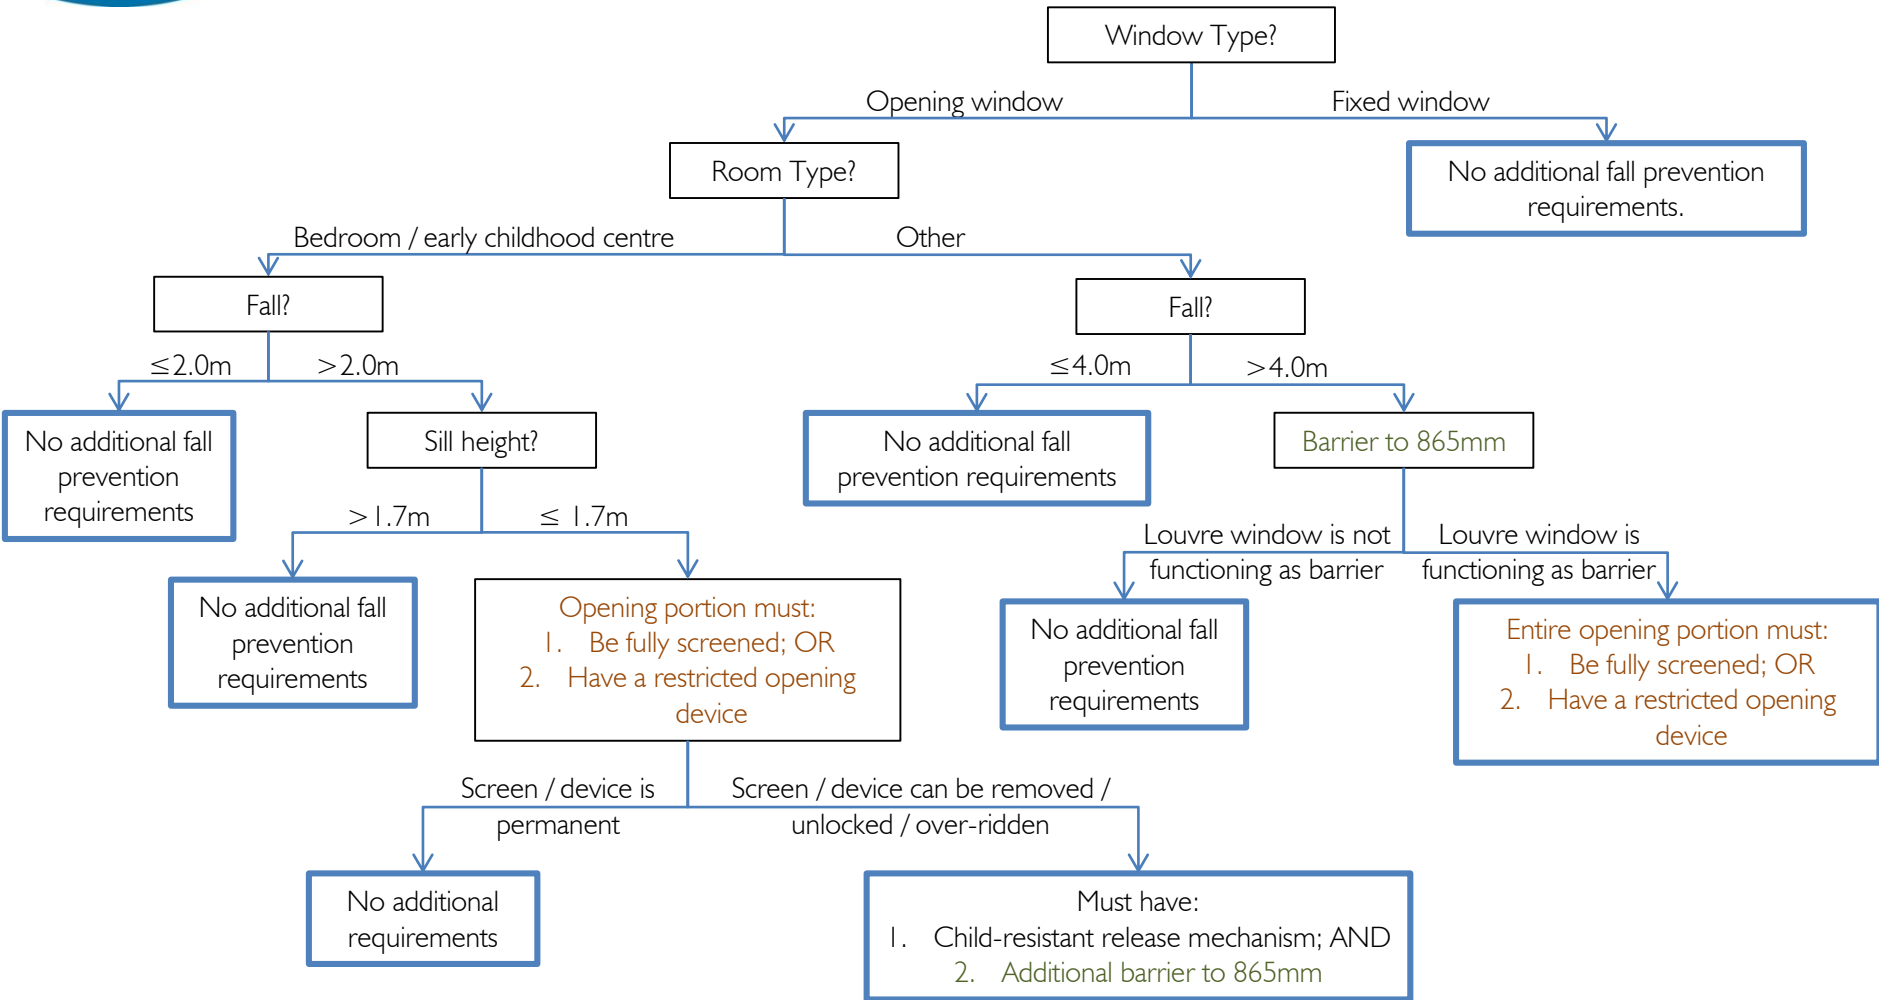 Window Type?
Opening window
Fixed window
Room Type?
No additional fall prevention
requirements.
Bedroom / early childhood centre
Other
Fall?
Fall?
≤2.0m
>2.0m
≤4.0m
>4.0m
No additional fall
prevention
requirements
Sill height?
No additional fall
prevention requirements
Barrier to 865mm
>1.7m
≤ 1.7m
Louvre window is not
functioning as barrier
Louvre window is
functioning as barrier
No additional fall
prevention
requirements
Opening portion must:
1. Be fully screened; OR
2. Have a restricted opening
device
No additional fall
prevention
requirements
Entire opening portion must:
1. Be fully screened; OR
2. Have a restricted opening
device
Screen / device is
permanent
Screen / device can be removed /
unlocked / over-ridden
No additional
requirements
Must have:
1. Child-resistant release mechanism; AND
2. Additional barrier to 865mm